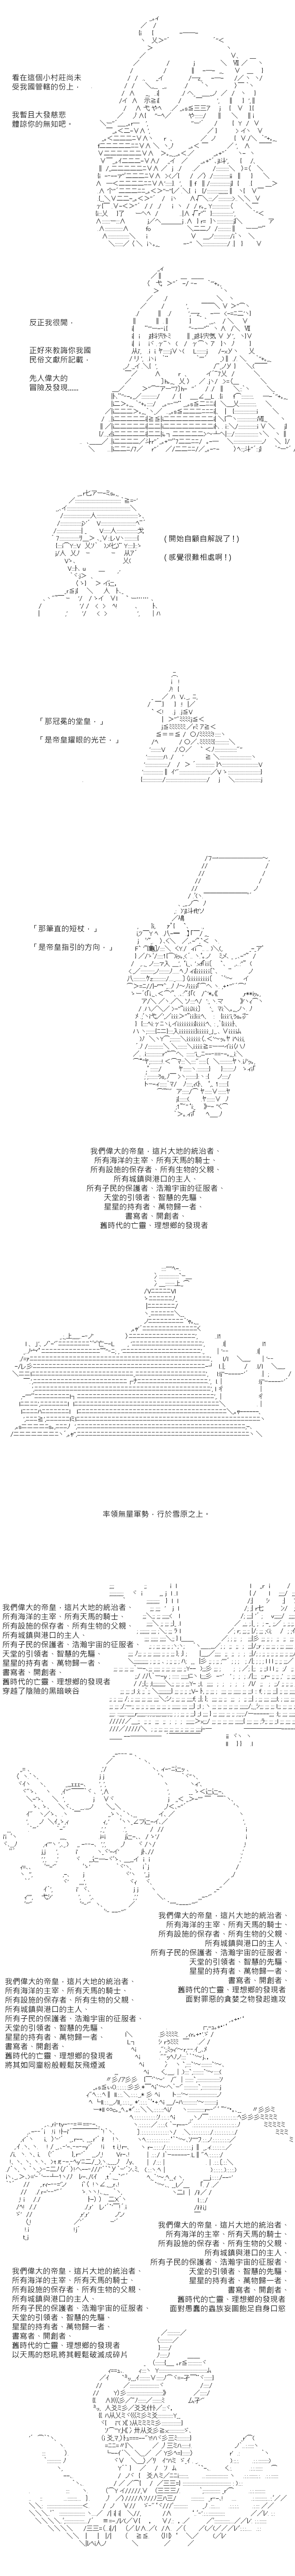 看在這個小村莊尚未
受我國管轄的份上，
我暫且大發慈悲
體諒你的無知吧。
反正我很閒，
正好來教誨你我國
民俗文獻所記載，
先人偉大的
冒險及發現……
(開始自顧自解說了!)
(感覺很難相處啊!)
「那冠冕的堂皇，」
「是帝皇耀眼的光芒，」
「那筆直的短杖，」
「是帝皇指引的方向，」
我們偉大的帝皇、這片大地的統治者、
所有海洋的主宰、所有天馬的騎士、
所有設施的保存者、所有生物的父親、
所有城鎮與港口的主人、
所有子民的保護者、浩瀚宇宙的征服者、
天堂的引領者、智慧的先驅、
星星的持有者、萬物歸一者、
書寫者、開創者、
舊時代的亡靈、理想鄉的發現者
率領無量軍勢，行於雪原之上。
我們偉大的帝皇、這片大地的統治者、
所有海洋的主宰、所有天馬的騎士、
所有設施的保存者、所有生物的父親、
所有城鎮與港口的主人、
所有子民的保護者、浩瀚宇宙的征服者、
天堂的引領者、智慧的先驅、
星星的持有者、萬物歸一者、
書寫者、開創者、
舊時代的亡靈、理想鄉的發現者
穿越了陰險的黑暗峽谷
我們偉大的帝皇、這片大地的統治者、
所有海洋的主宰、所有天馬的騎士、
所有設施的保存者、所有生物的父親、
所有城鎮與港口的主人、
所有子民的保護者、浩瀚宇宙的征服者、
天堂的引領者、智慧的先驅、
星星的持有者、萬物歸一者、
書寫者、開創者、
舊時代的亡靈、理想鄉的發現者
面對罪惡的貪婪之物發起進攻
我們偉大的帝皇、這片大地的統治者、
所有海洋的主宰、所有天馬的騎士、
所有設施的保存者、所有生物的父親、
所有城鎮與港口的主人、
所有子民的保護者、浩瀚宇宙的征服者、
天堂的引領者、智慧的先驅、
星星的持有者、萬物歸一者、
書寫者、開創者、
舊時代的亡靈、理想鄉的發現者
將其如同臺粉般輕鬆灰飛煙滅
我們偉大的帝皇、這片大地的統治者、
所有海洋的主宰、所有天馬的騎士、
所有設施的保存者、所有生物的父親、
所有城鎮與港口的主人、
所有子民的保護者、浩瀚宇宙的征服者、
天堂的引領者、智慧的先驅、
星星的持有者、萬物歸一者、
書寫者、開創者、
舊時代的亡靈、理想鄉的發現者
面對愚蠢的蟲族妄圖飽足自身口慾
我們偉大的帝皇、這片大地的統治者、
所有海洋的主宰、所有天馬的騎士、
所有設施的保存者、所有生物的父親、
所有城鎮與港口的主人、
所有子民的保護者、浩瀚宇宙的征服者、
天堂的引領者、智慧的先驅、
星星的持有者、萬物歸一者、
書寫者、開創者、
舊時代的亡靈、理想鄉的發現者
以天馬的怒吼將其輕鬆破滅成碎片